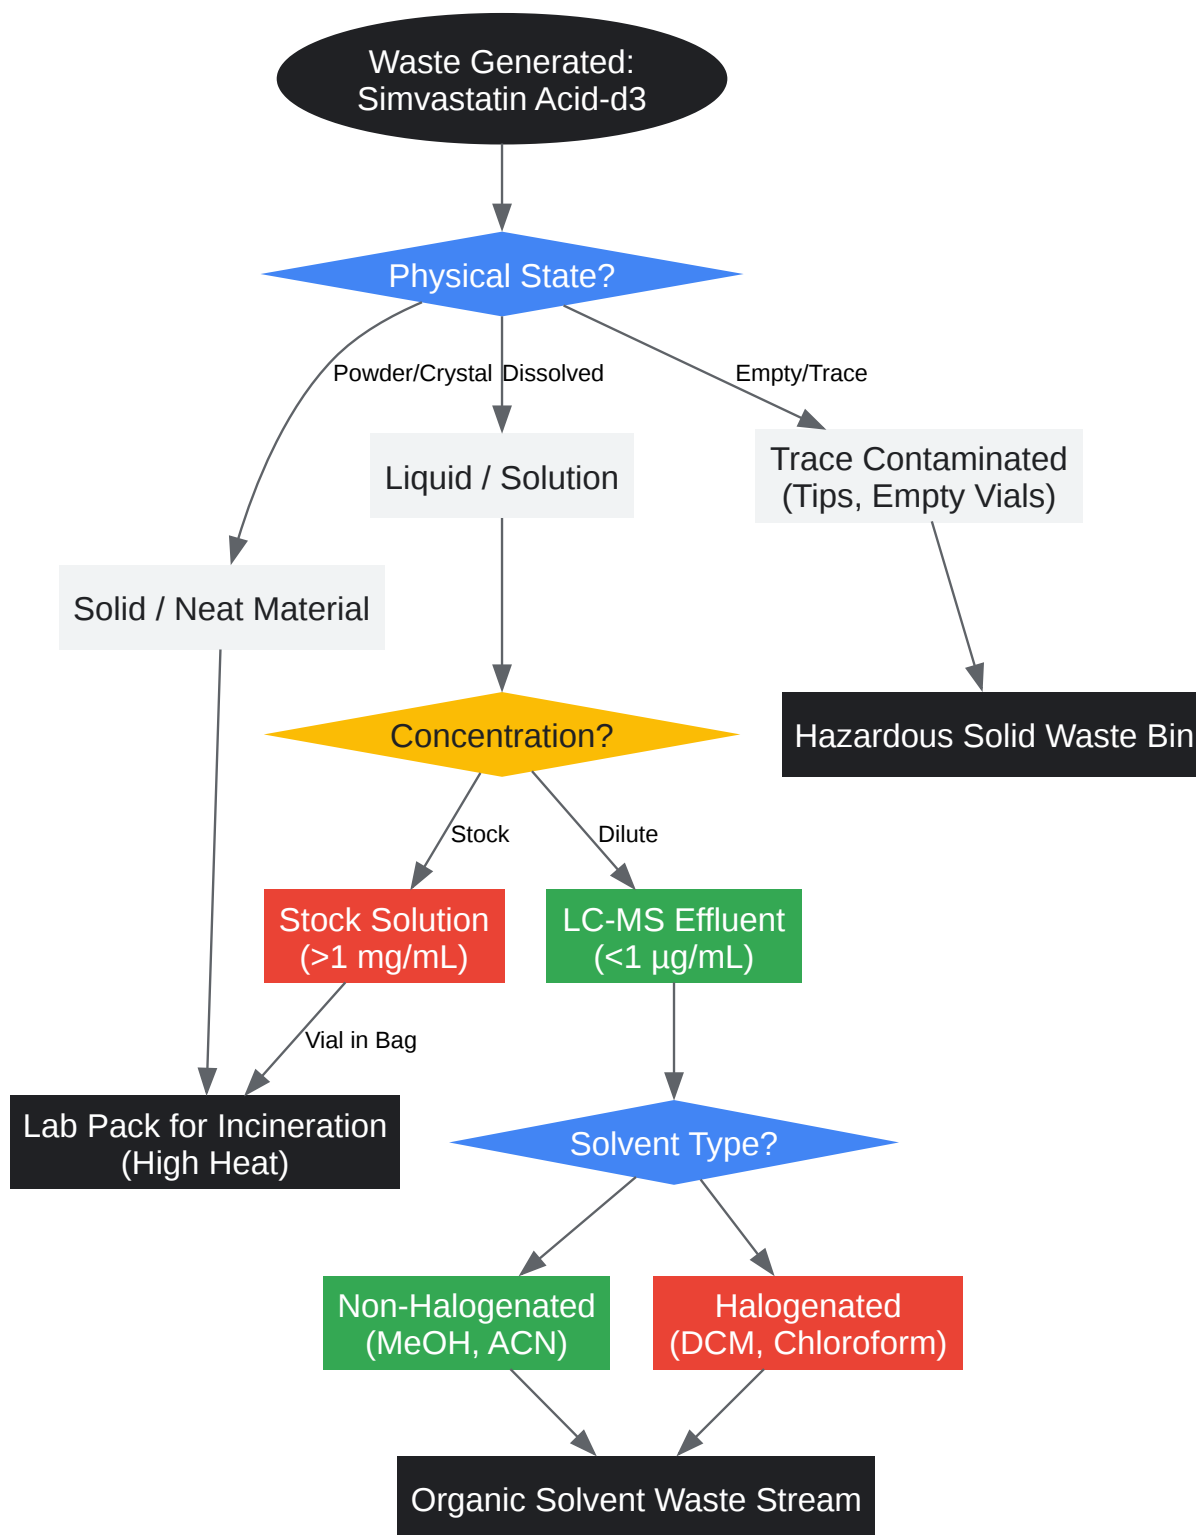 Waste Generated:
Simvastatin Acid-d3
Physical State?
Powder/Crystal
Dissolved
Empty/Trace
Trace Contaminated
(Tips, Empty Vials)
Liquid / Solution
Solid / Neat Material
Concentration?
Hazardous Solid Waste Bin
Stock
Dilute
Stock Solution
(>1 mg/mL)
LC-MS Effluent
(<1 µg/mL)
Vial in Bag
Lab Pack for Incineration
(High Heat)
Solvent Type?
Non-Halogenated
(MeOH, ACN)
Halogenated
(DCM, Chloroform)
Organic Solvent Waste Stream